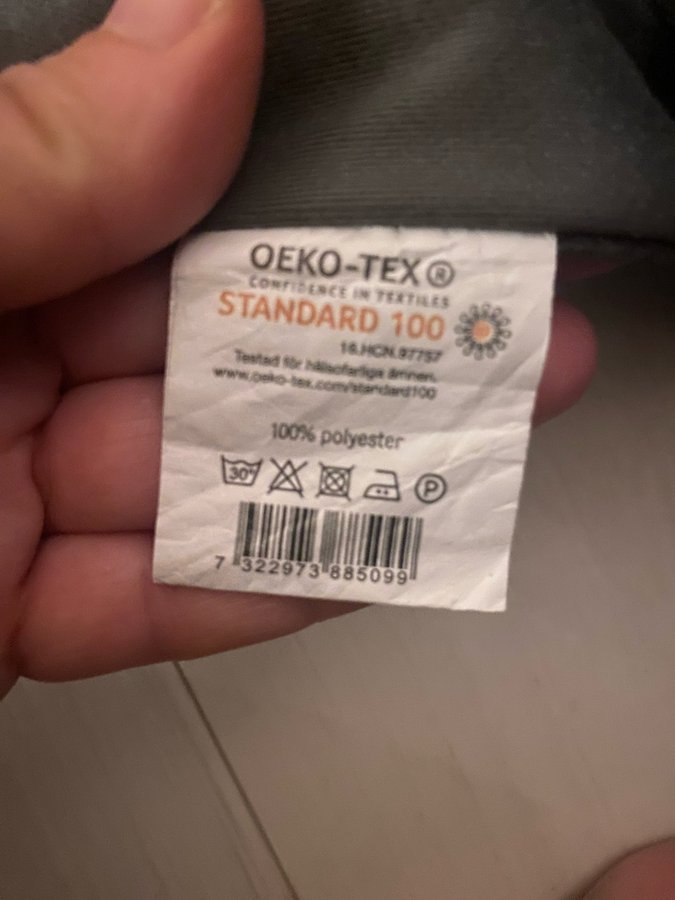 OEKO-TEX®
CONFIDENCE IN TEXTILES
STANDARD 100
16.HCN.97757
Testad för hälsofarliga ämnen.
www.oeko-tex.com/standard100
100% polyester
30°
P
7 322973 885099